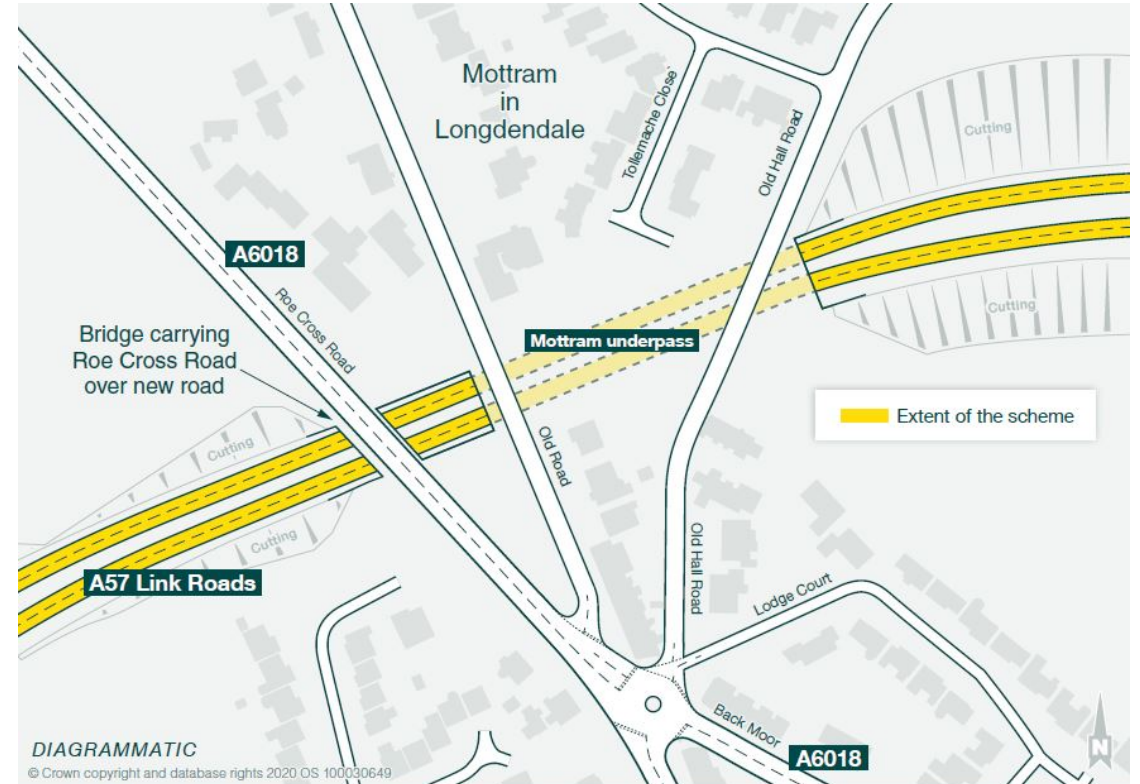 Mottram
in
Longdendale
Tollemache Close
Old Hall Road
Cutting
A6018
Roe Cross Road
Bridge carrying
Roe Cross Road
over new road
Mottram underpass
Cutting
Extent of the scheme
Cutting
Old Road
Cutting
A57 Link Roads
Old Hall Road
Lodge Court
Back Moor
A6018
N
DIAGRAMMATIC
© Crown copyright and database rights 2020 OS 100030649